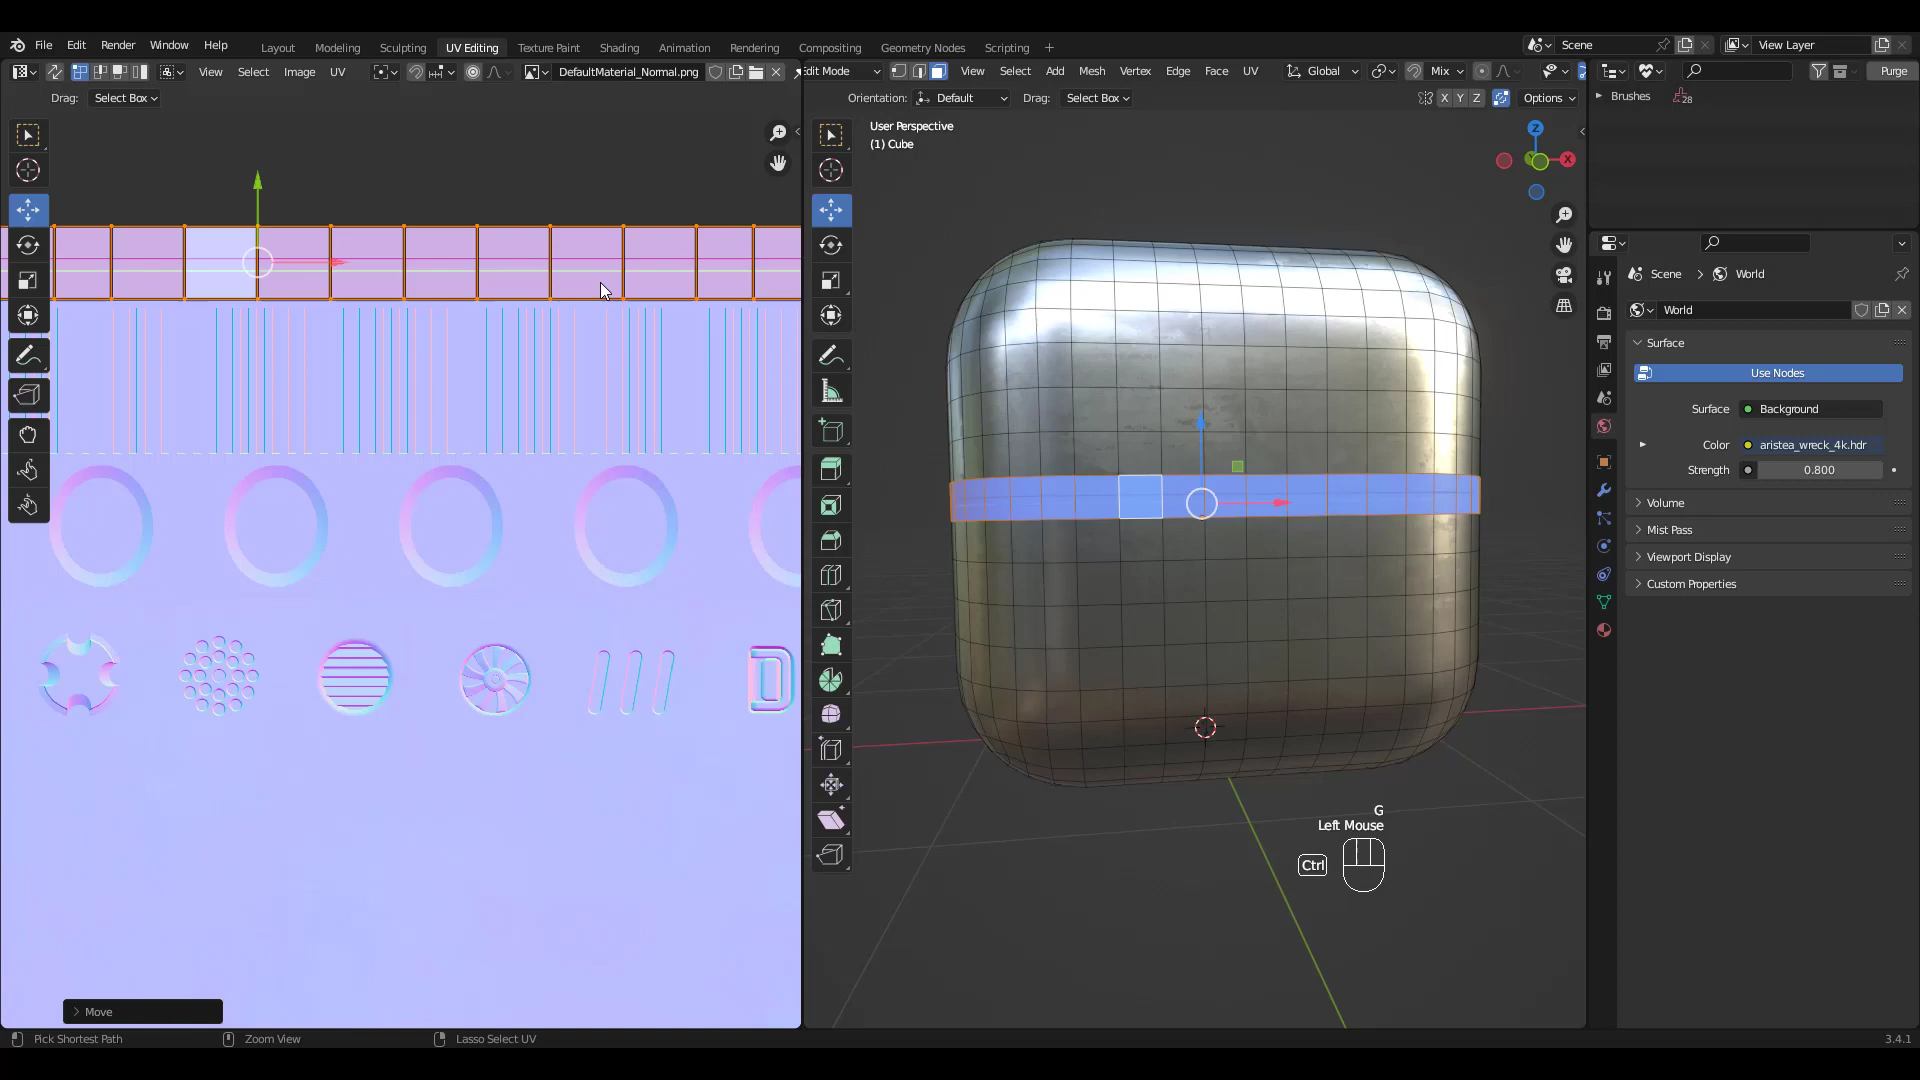 File Edit Render Window Help Layout Modeling Sculpting UV Editing Texture Paint Shading Animation Rendering Compositing Geometry Nodes Scripting + Scene View Layer
View Select Image UV DefaultMaterial_Normal.png
dit Mode View Select Add Mesh Vertex Edge Face UV Global Mix
Purge
Drag: Select Box
Orientation: Default Drag: Select Box X Y Z Options
Brushes 28
User Perspective
(1) Cube
Z
X
Scene World
World
Surface
Use Nodes
Surface Background
Color aristea_wreck_4k.hdr
Strength 0.800
Volume
Mist Pass
Viewport Display
Custom Properties
G
Left Mouse
Ctrl
Move
Pick Shortest Path Zoom View Lasso Select UV 3.4.1